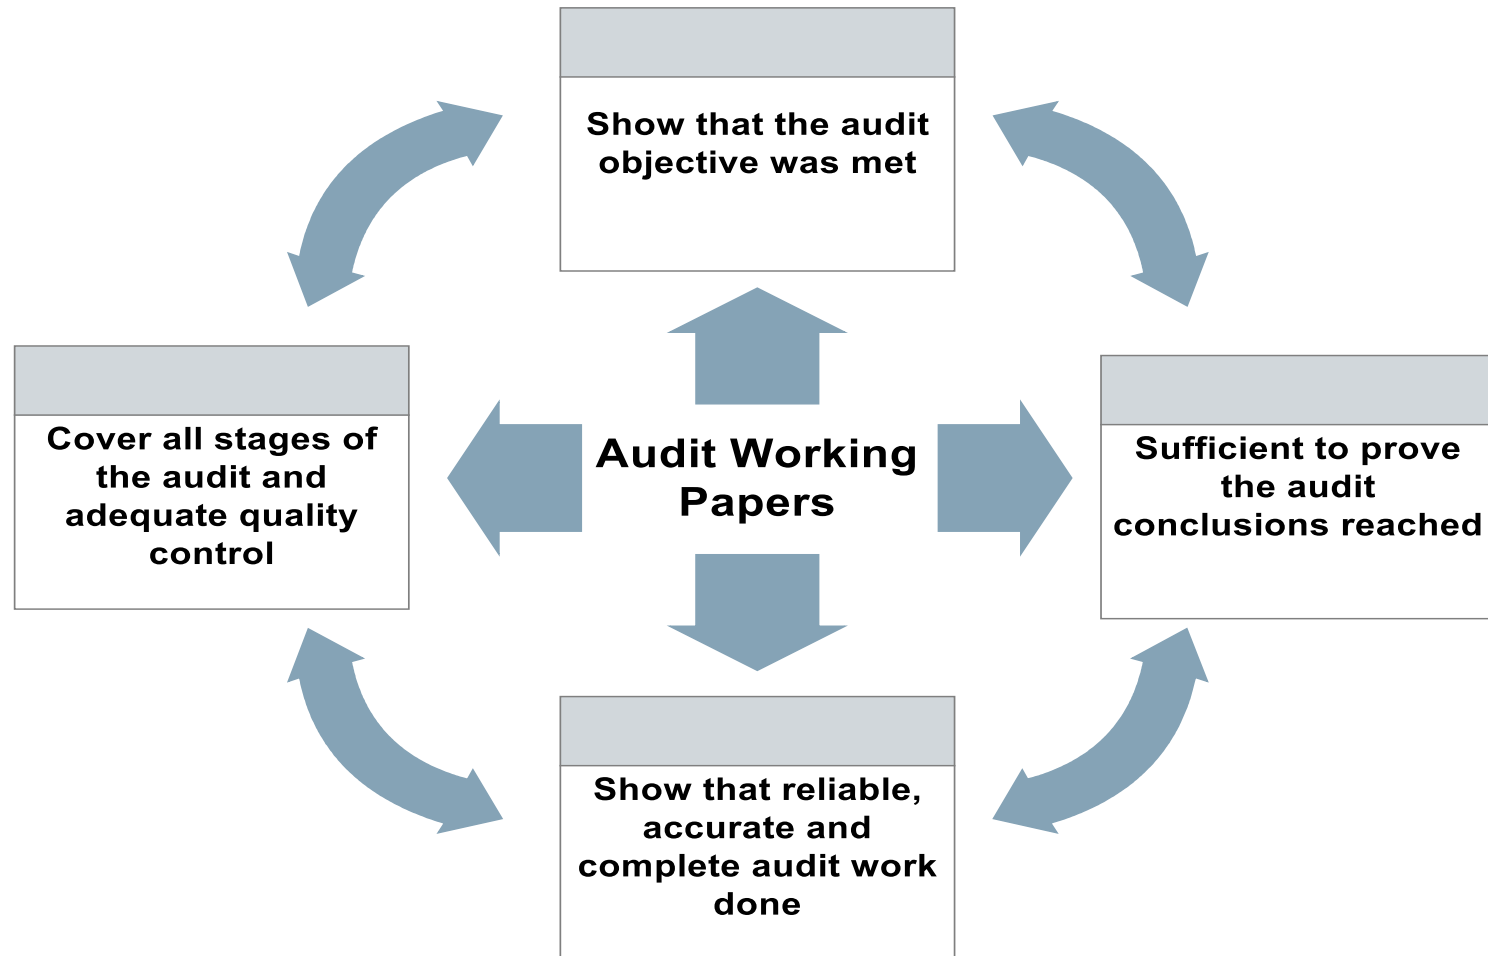 Show that the audit
objective was met
Cover all stages of
the audit and
adequate quality
control
Audit Working
Papers
Sufficient to prove
the audit
conclusions reached
Show that reliable,
accurate and
complete audit work
done